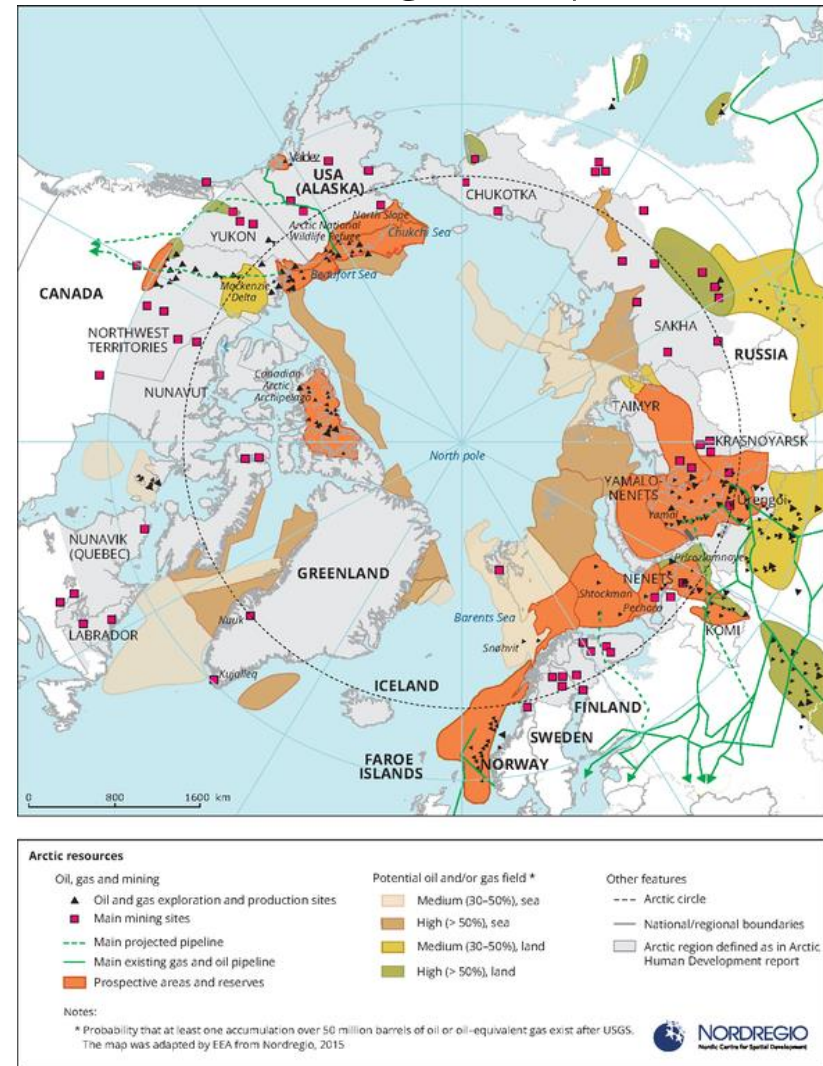 Valdez
USA
(ALASKA)
CHUKOTKA
North Slope
Arctic National
Wildlife Refuge
Chukchi Sea
YUKON
Beaufort Sea
Mackenzie
Delta
CANADA
SAKHA
NORTHWEST
TERRITORIES
RUSSIA
NUNAVUT
Canadian
Arctic
Archipelago
TAIMYR
KRASNOYARSK
North pole
YAMALO-
NENETS
Urengoi
Yamal
NUNAVIK
(QUEBEC)
Prirazlomnaye
GREENLAND
NENETS
Shtockman
Pechora
Barents Sea
Nuuk
LABRADOR
KOMI
Snøhvit
Kujalleq
ICELAND
FINLAND
SWEDEN
FAROE
ISLANDS
NORWAY
0 800 1600 km
Arctic resources
Oil, gas and mining
Oil and gas exploration and production sites
Main mining sites
Main projected pipeline
Main existing gas and oil pipeline
Prospective areas and reserves
Potential oil and/or gas field *
Medium (30–50%), sea
High (> 50%), sea
Medium (30–50%), land
High (> 50%), land
Other features
Arctic circle
National/regional boundaries
Arctic region defined as in Arctic
Human Development report
Notes:
* Probability that at least one accumulation over 50 million barrels of oil or oil-equivalent gas exist after USGS.
The map was adapted by EEA from Nordregio, 2015
NORDREGIO
Nordic Centre for Spatial Development